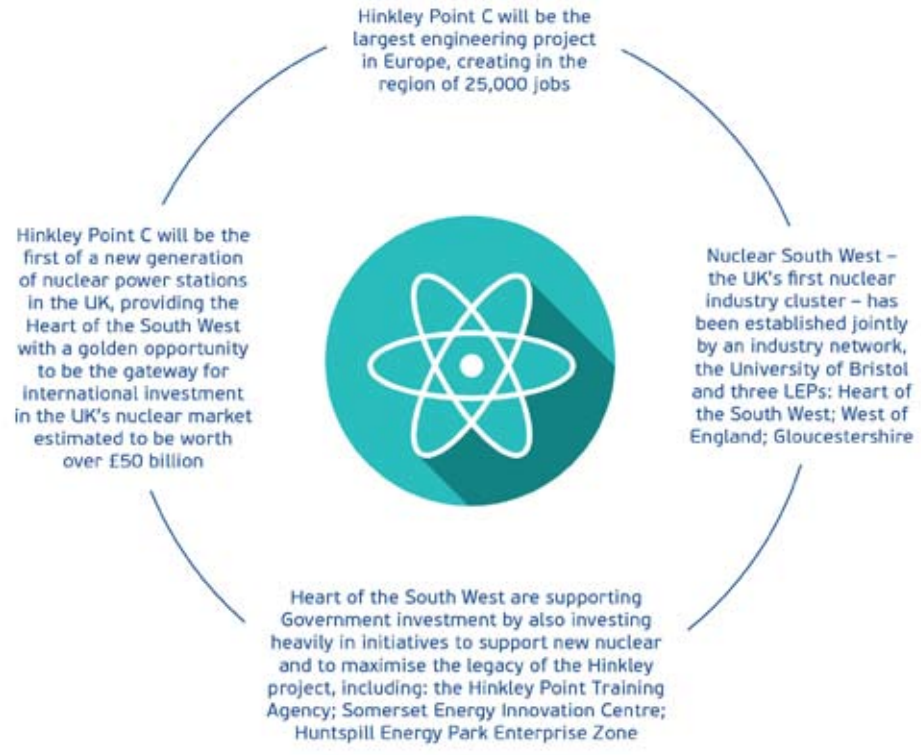 Hinkley Point C will be the
largest engineering project
in Europe, creating in the
region of 25,000 jobs
Hinkley Point C will be the
first of a new generation
of nuclear power stations
in the UK, providing the
Heart of the South West
with a golden opportunity
to be the gateway for
international investment
in the UK's nuclear market
estimated to be worth
over £50 billion
Nuclear South West –
the UK's first nuclear
industry cluster – has
been established jointly
by an industry network,
the University of Bristol
and three LEPs: Heart of
the South West; West of
England; Gloucestershire
Heart of the South West are supporting
Government investment by also investing
heavily in initiatives to support new nuclear
and to maximise the legacy of the Hinkley
project, including: the Hinkley Point Training
Agency; Somerset Energy Innovation Centre;
Huntspill Energy Park Enterprise Zone